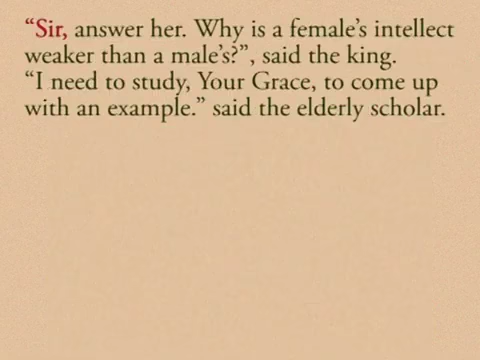 “Sir, answer her. Why is a female’s intellect
weaker than a male’s?”, said the king.
“I need to study, Your Grace, to come up
with an example.” said the elderly scholar.